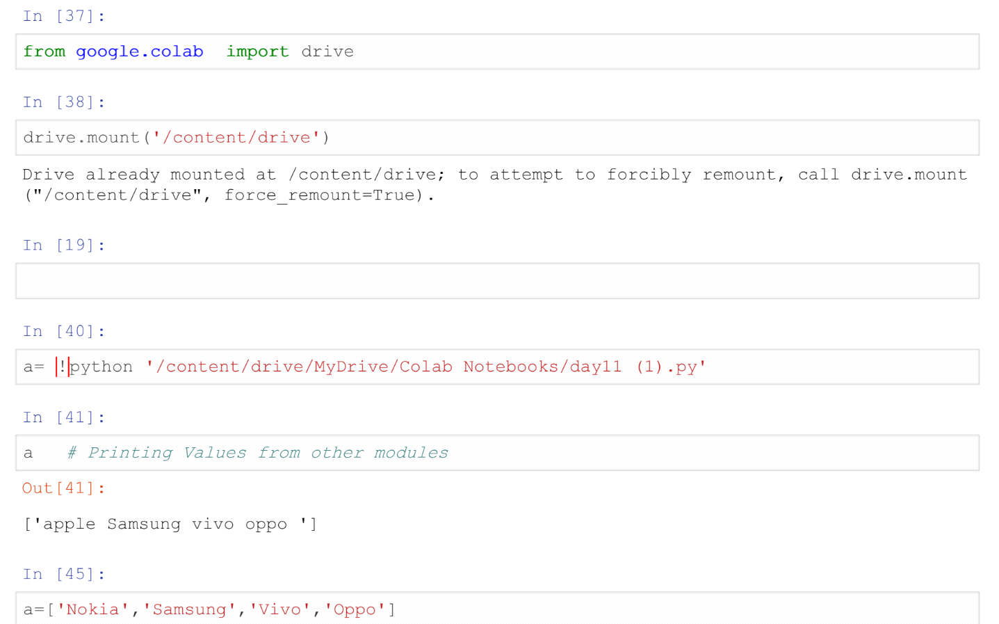 In [37]:
from google.colab  import drive
In [38]:
drive.mount('/content/drive')
Drive already mounted at /content/drive; to attempt to forcibly remount, call drive.mount
("/content/drive", force_remount=True).
In [19]:
In [40]:
a= !python '/content/drive/MyDrive/Colab Notebooks/day11 (1).py'
In [41]:
a   # Printing Values from other modules
Out[41]:
['apple Samsung vivo oppo ']
In [45]:
a=['Nokia','Samsung','Vivo','Oppo']